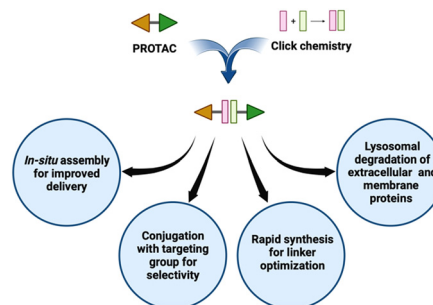 PROTAC
+
Click chemistry
In-situ assembly
for improved
delivery
Conjugation
with targeting
group for
selectivity
Rapid synthesis
for linker
optimization
Lysosomal
degradation of
extracellular and
membrane
proteins